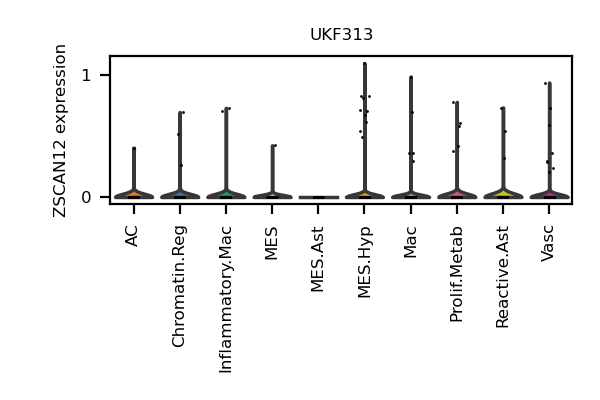 UKF313
ZSCAN12 expression
1
0
AC
Chromatin.Reg
Inflammatory.Mac
MES
MES.Ast
MES.Hyp
Mac
Prolif.Metab
Reactive.Ast
Vasc